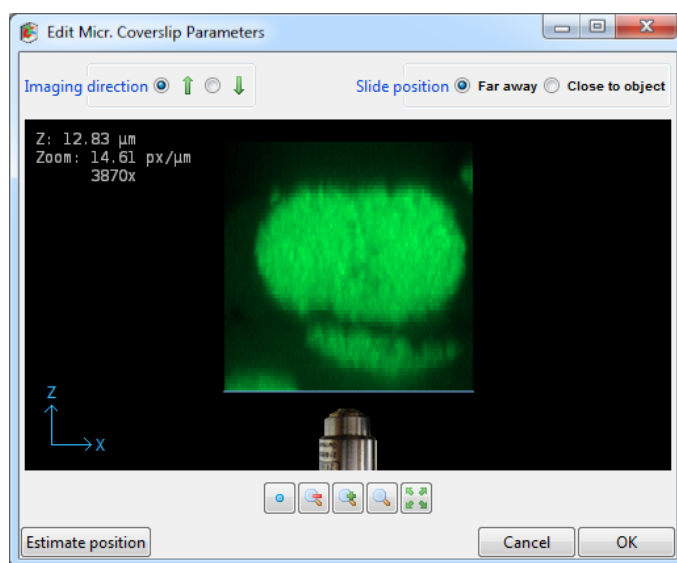 Edit Micr. Coverslip Parameters
Imaging direction
Slide position Far away Close to object
Z: 12.83 µm
Zoom: 14.61 px/µm
3870x
Z
X
Estimate position Cancel OK